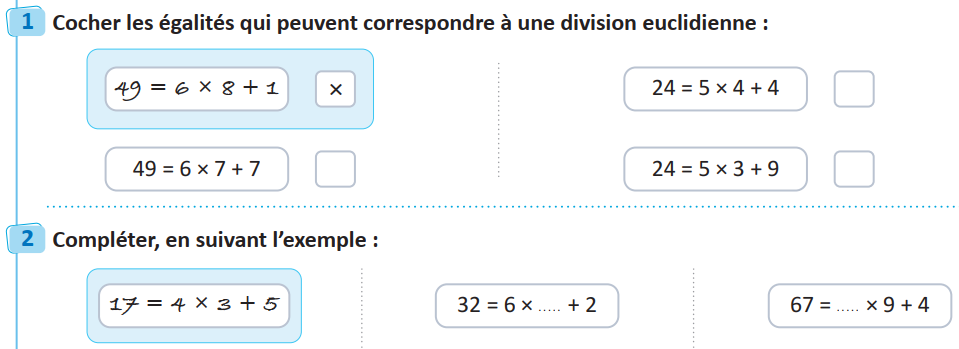 1 Cocher les égalités qui peuvent correspondre à une division euclidienne :
49 = 6 × 8 + 1 ×
24 = 5 × 4 + 4
49 = 6 × 7 + 7
24 = 5 × 3 + 9
2 Compléter, en suivant l’exemple :
17 = 4 × 3 + 5
32 = 6 × ..... + 2
67 = ..... × 9 + 4